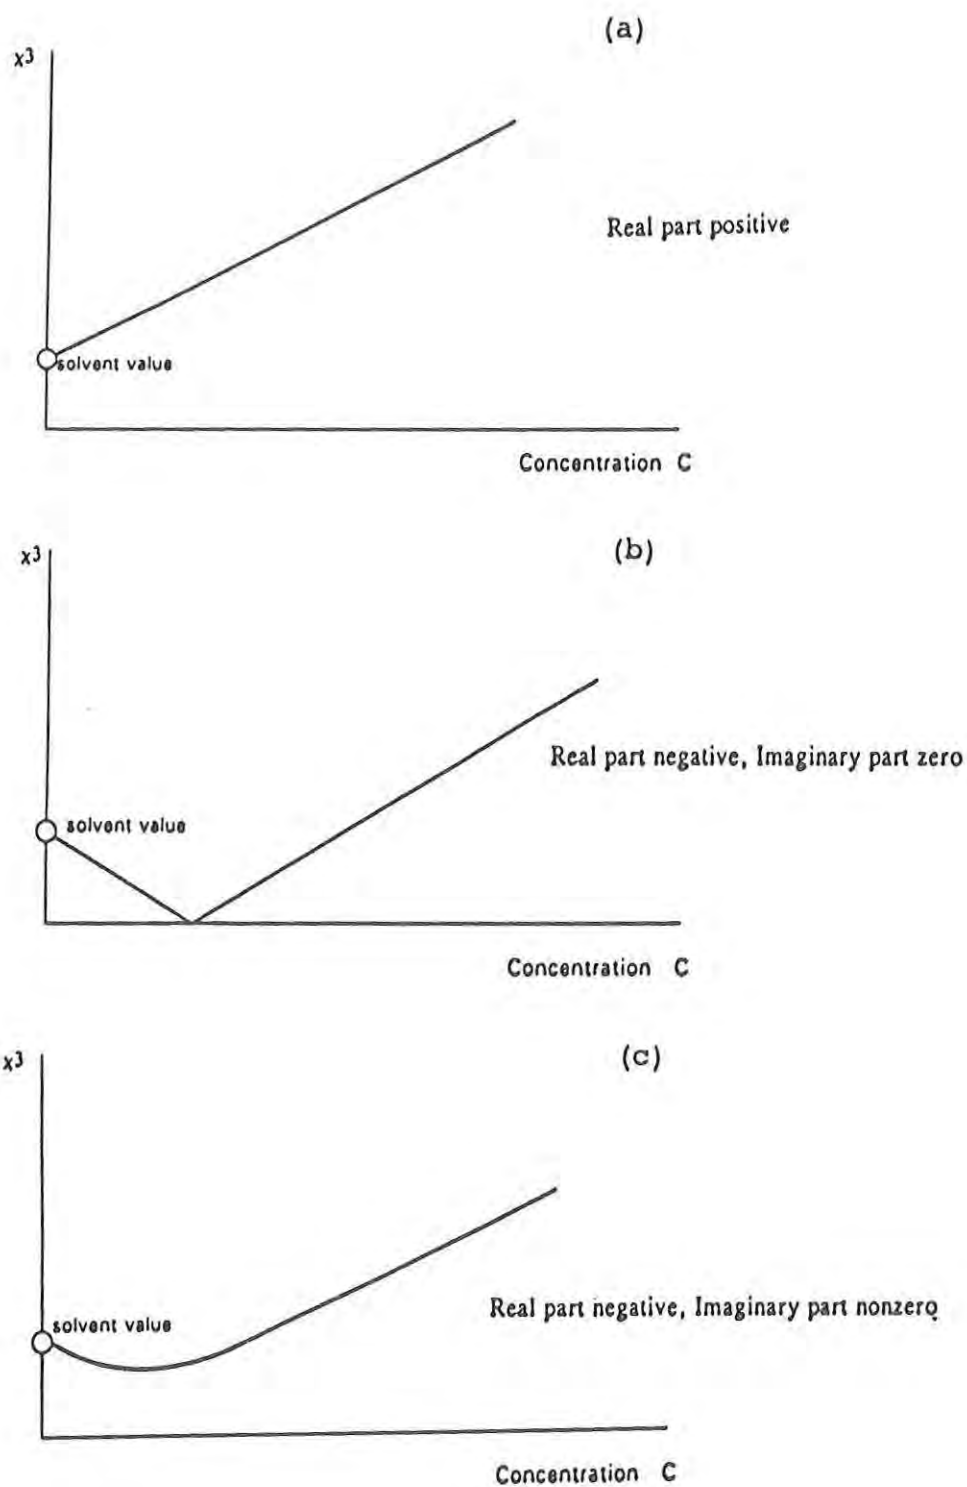 (a)
χ3
Real part positive
solvent value
Concentration C
(b)
χ3
Real part negative, Imaginary part zero
solvent value
Concentration C
(c)
χ3
Real part negative, Imaginary part nonzero.
solvent value
Concentration C